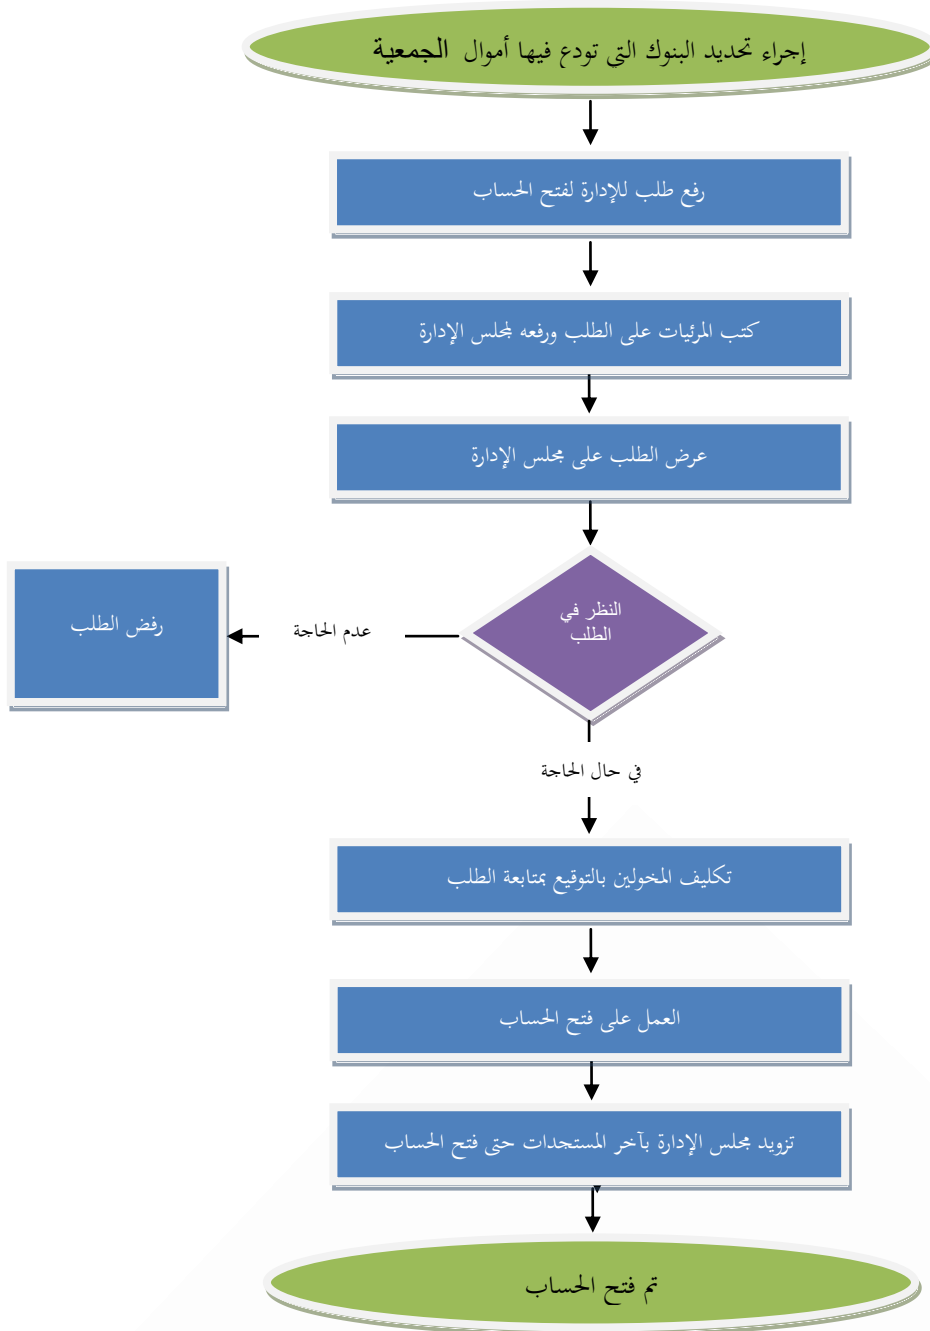 إجراء تحديد البنوك التي تودع فيها أموال الجمعية
رفع طلب للإدارة لفتح الحساب
كتب المرئيات على الطلب ورفعه لمجلس الإدارة
عرض الطلب على مجلس الإدارة
النظر في
الطلب
عدم الحاجة
رفض الطلب
في حال الحاجة
تكليف المخولين بالتوقيع بمتابعة الطلب
العمل على فتح الحساب
تزويد مجلس الإدارة بآخر المستجدات حتى فتح الحساب
تم فتح الحساب